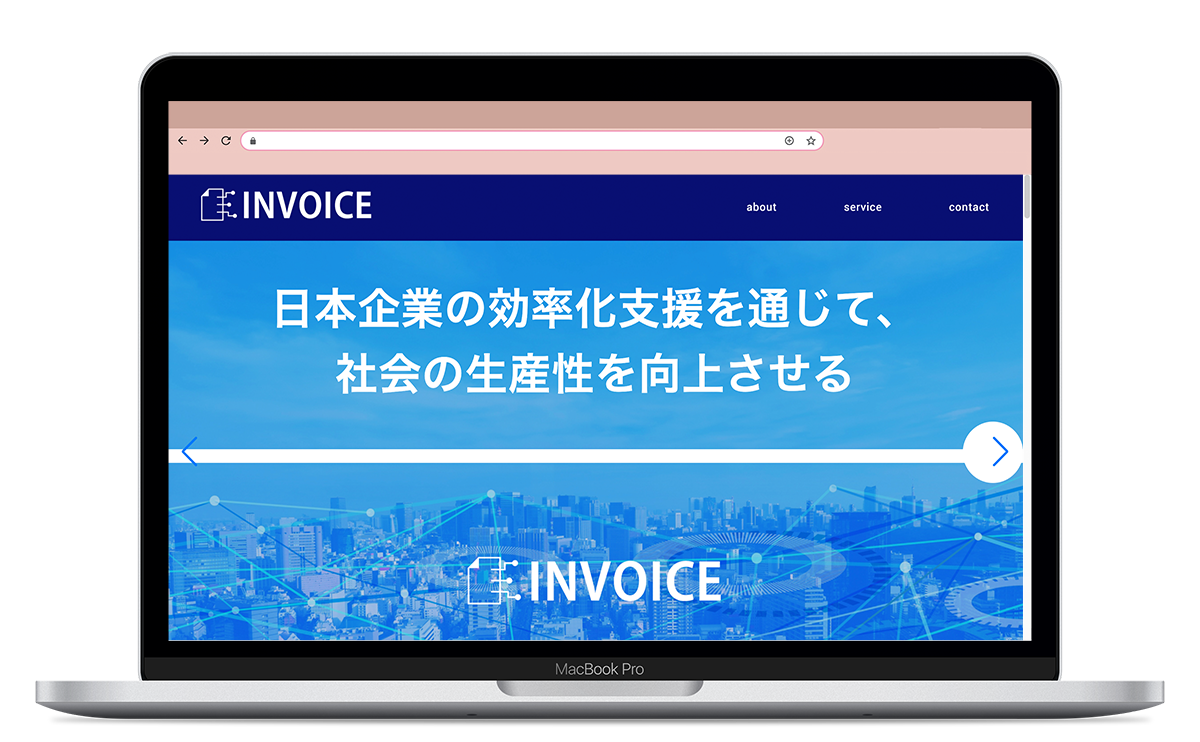 INVOICE
about
service
contact
日本企業の効率化支援を通じて、
社会の生産性を向上させる
INVOICE
MacBook Pro